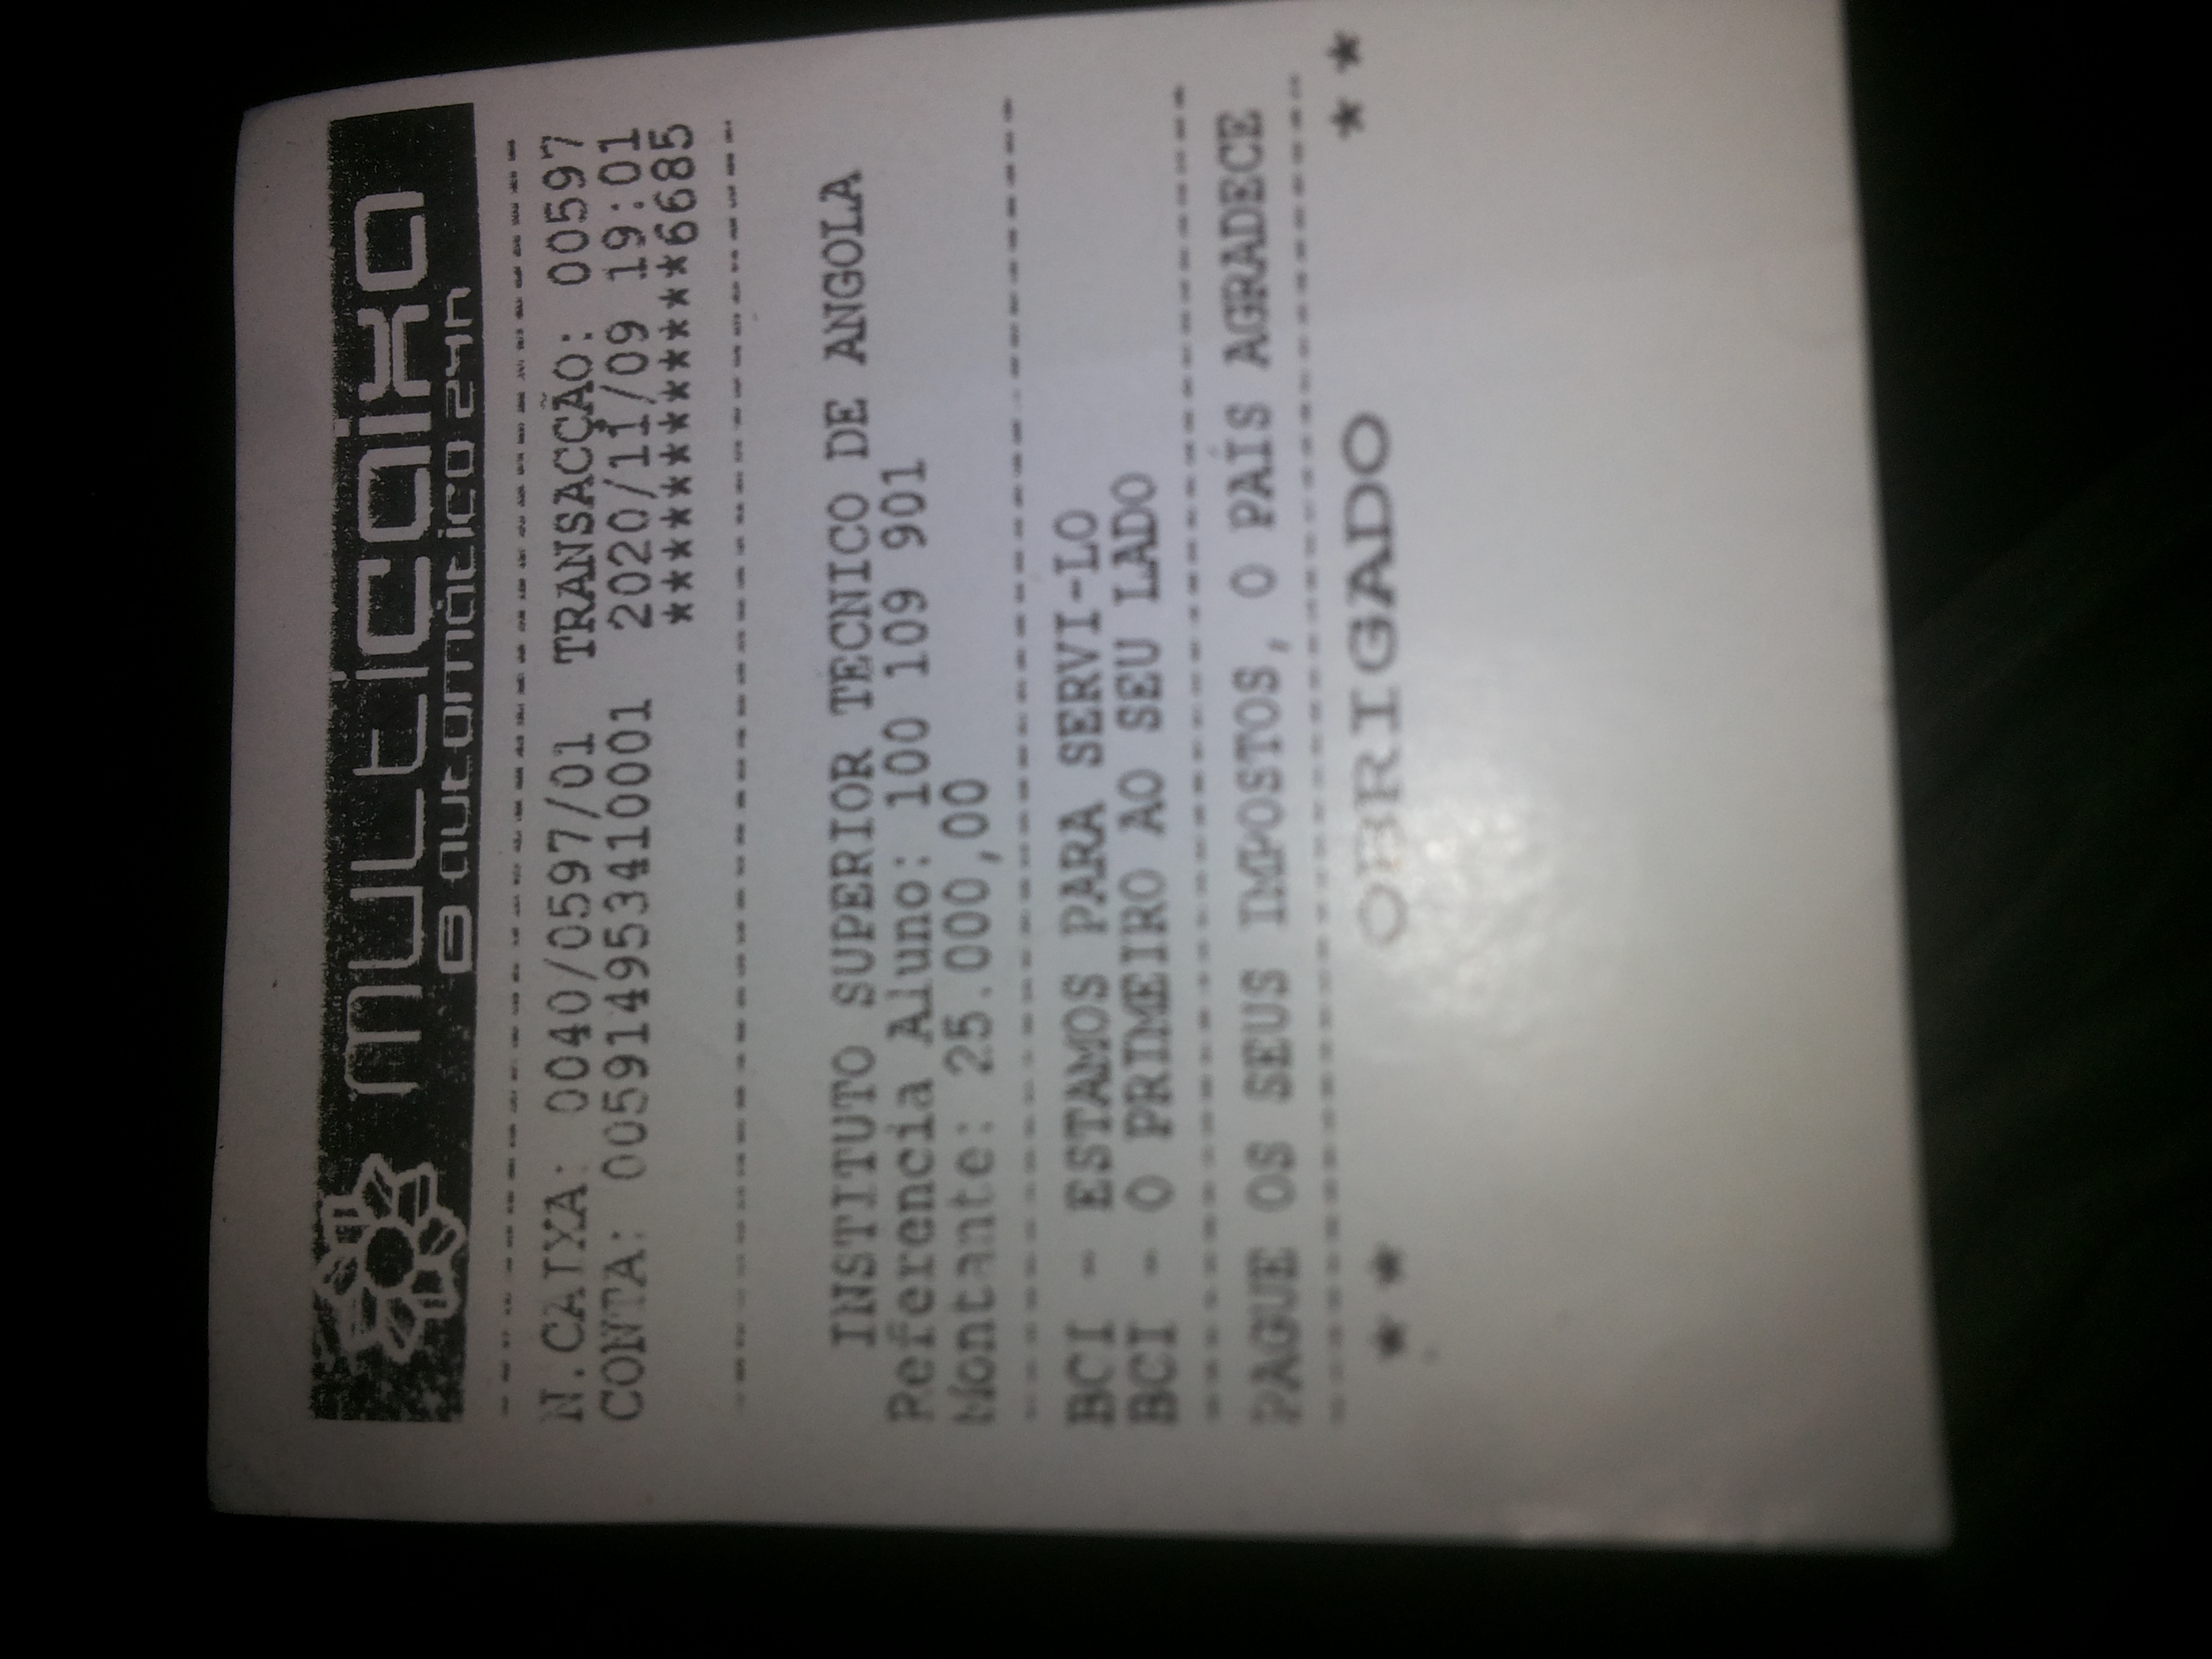 multicaixa
automático 24h
N.CAIXA: 0040/0597/01 TRANSACÇÃO: 00597
CONTA: 005914953410001 2020/11/09 19:01
************6685
INSTITUTO SUPERIOR TECNICO DE ANGOLA
Referencia Aluno: 100 109 901
Montante: 25.000,00
BCI - ESTAMOS PARA SERVI-LO
BCI - O PRIMEIRO AO SEU LADO
PAGUE OS SEUS IMPOSTOS, O PAÍS AGRADECE
** OBRIGADO **